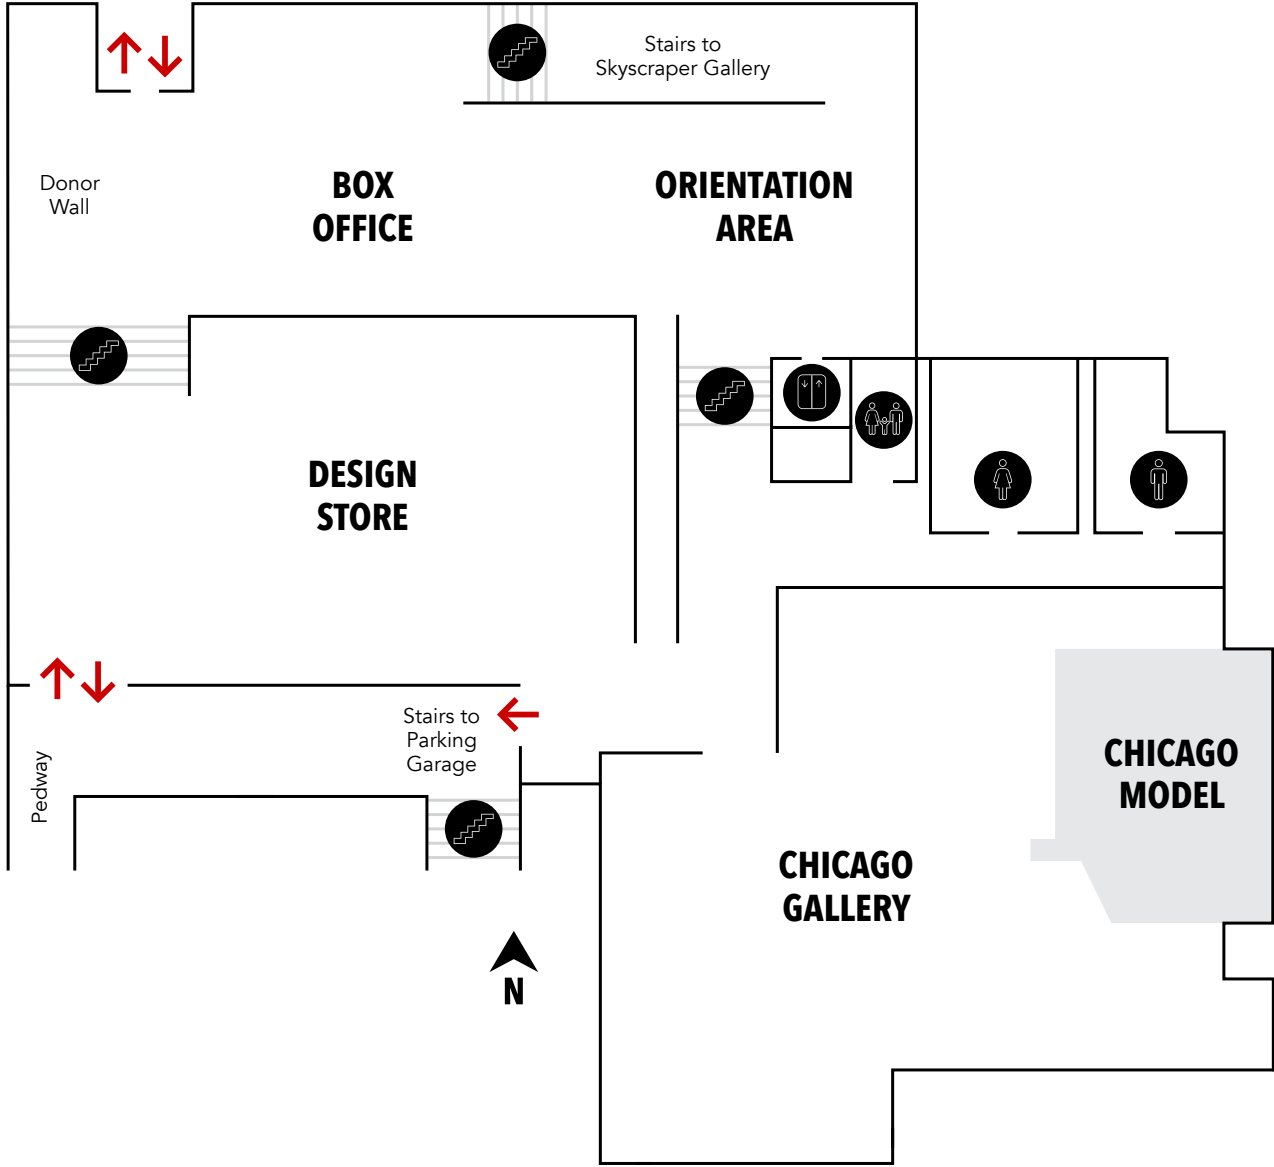 Stairs to
Skyscraper Gallery
Donor
Wall
BOX
OFFICE
ORIENTATION
AREA
DESIGN
STORE
Stairs to
Parking
Garage
Pedway
CHICAGO
MODEL
CHICAGO
GALLERY
N